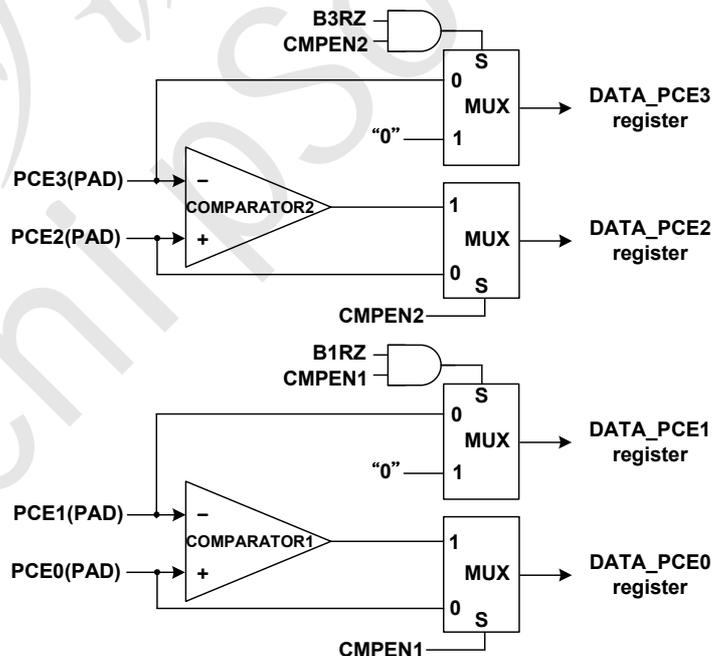 B3RZ
CMPEN2
S
0
MUX
DATA_PCE3
register
“0”
1
PCE3(PAD)
−
COMPARATOR2
PCE2(PAD)
+
1
MUX
DATA_PCE2
register
0
S
CMPEN2
B1RZ
CMPEN1
S
0
MUX
DATA_PCE1
register
“0”
1
PCE1(PAD)
−
COMPARATOR1
PCE0(PAD)
+
1
MUX
DATA_PCE0
register
0
S
CMPEN1